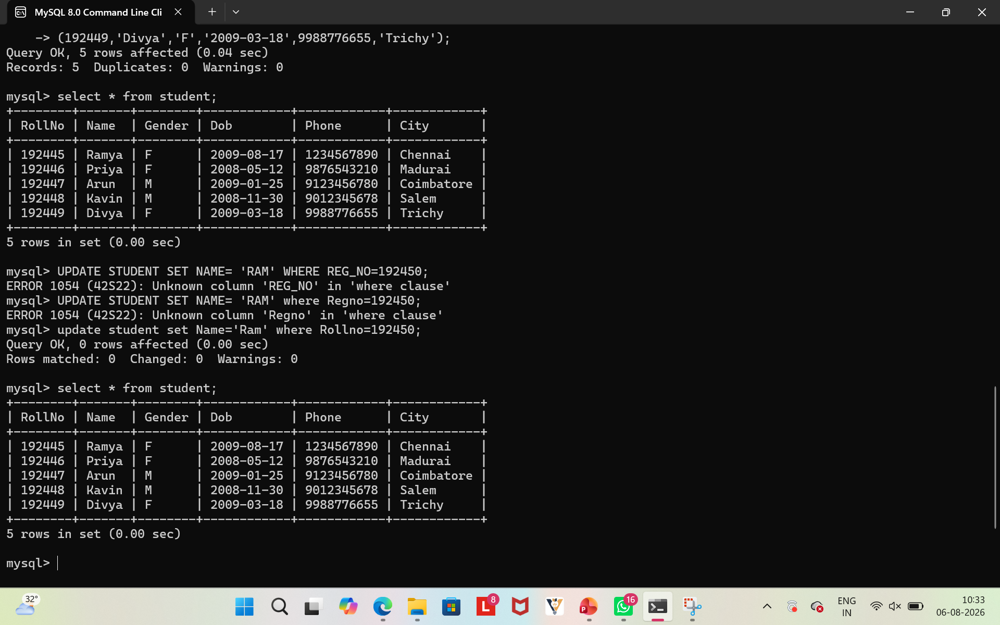 MySQL 8.0 Command Line Cli
    -> (192449,'Divya','F','2009-03-18',9988776655,'Trichy');
Query OK, 5 rows affected (0.04 sec)
Records: 5  Duplicates: 0  Warnings: 0
mysql> select * from student;
+--------+-------+--------+------------+------------+------------+
| RollNo | Name  | Gender | Dob        | Phone      | City       |
+--------+-------+--------+------------+------------+------------+
| 192445 | Ramya | F      | 2009-08-17 | 1234567890 | Chennai    |
| 192446 | Priya | F      | 2008-05-12 | 9876543210 | Madurai    |
| 192447 | Arun  | M      | 2009-01-25 | 9123456780 | Coimbatore |
| 192448 | Kavin | M      | 2008-11-30 | 9012345678 | Salem      |
| 192449 | Divya | F      | 2009-03-18 | 9988776655 | Trichy     |
+--------+-------+--------+------------+------------+------------+
5 rows in set (0.00 sec)
mysql> UPDATE STUDENT SET NAME= 'RAM' WHERE REG_NO=192450;
ERROR 1054 (42S22): Unknown column 'REG_NO' in 'where clause'
mysql> UPDATE STUDENT SET NAME= 'RAM' where Regno=192450;
ERROR 1054 (42S22): Unknown column 'Regno' in 'where clause'
mysql> update student set Name='Ram' where Rollno=192450;
Query OK, 0 rows affected (0.00 sec)
Rows matched: 0  Changed: 0  Warnings: 0
mysql> select * from student;
+--------+-------+--------+------------+------------+------------+
| RollNo | Name  | Gender | Dob        | Phone      | City       |
+--------+-------+--------+------------+------------+------------+
| 192445 | Ramya | F      | 2009-08-17 | 1234567890 | Chennai    |
| 192446 | Priya | F      | 2008-05-12 | 9876543210 | Madurai    |
| 192447 | Arun  | M      | 2009-01-25 | 9123456780 | Coimbatore |
| 192448 | Kavin | M      | 2008-11-30 | 9012345678 | Salem      |
| 192449 | Divya | F      | 2009-03-18 | 9988776655 | Trichy     |
+--------+-------+--------+------------+------------+------------+
5 rows in set (0.00 sec)
mysql>
32°
L 8
P
16
ENG
IN
10:33
06-08-2026